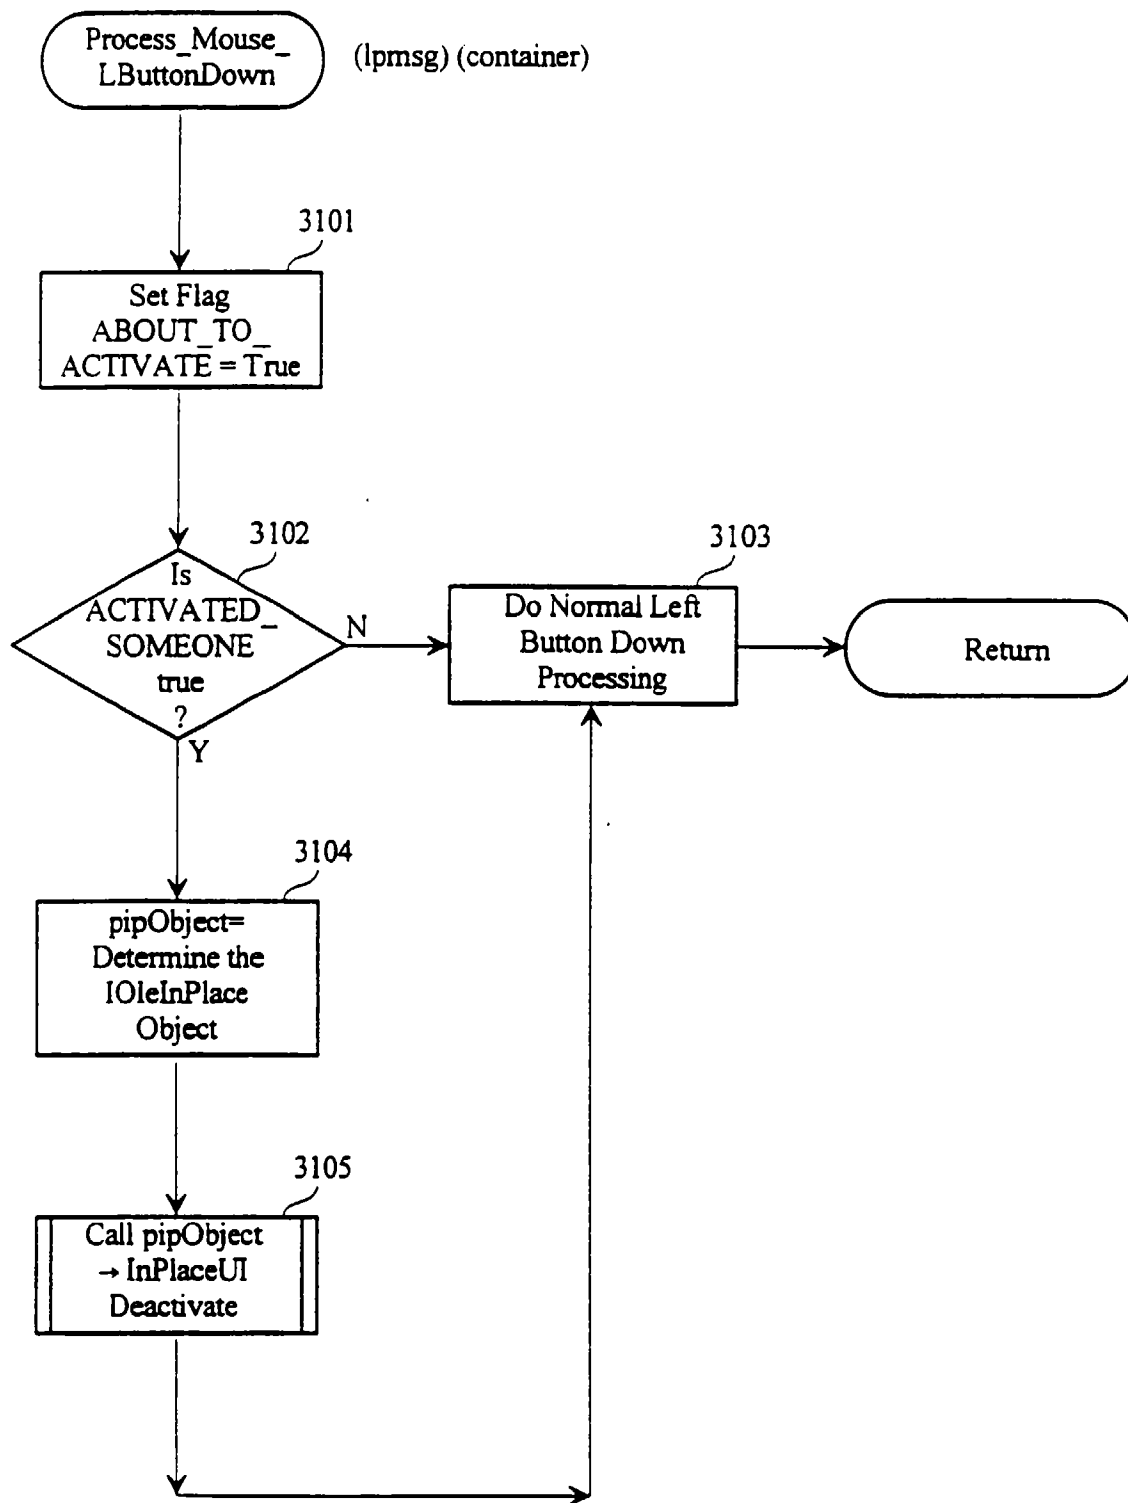 Process_Mouse_
LButtonDown
(lpmsg) (container)
3101
Set Flag
ABOUT_TO_
ACTIVATE = True
3102
Is
ACTIVATED_
SOMEONE
true
?
N
Y
3103
Do Normal Left
Button Down
Processing
Return
3104
pipObject=
Determine the
IOleInPlace
Object
3105
Call pipObject
→ InPlaceUI
Deactivate